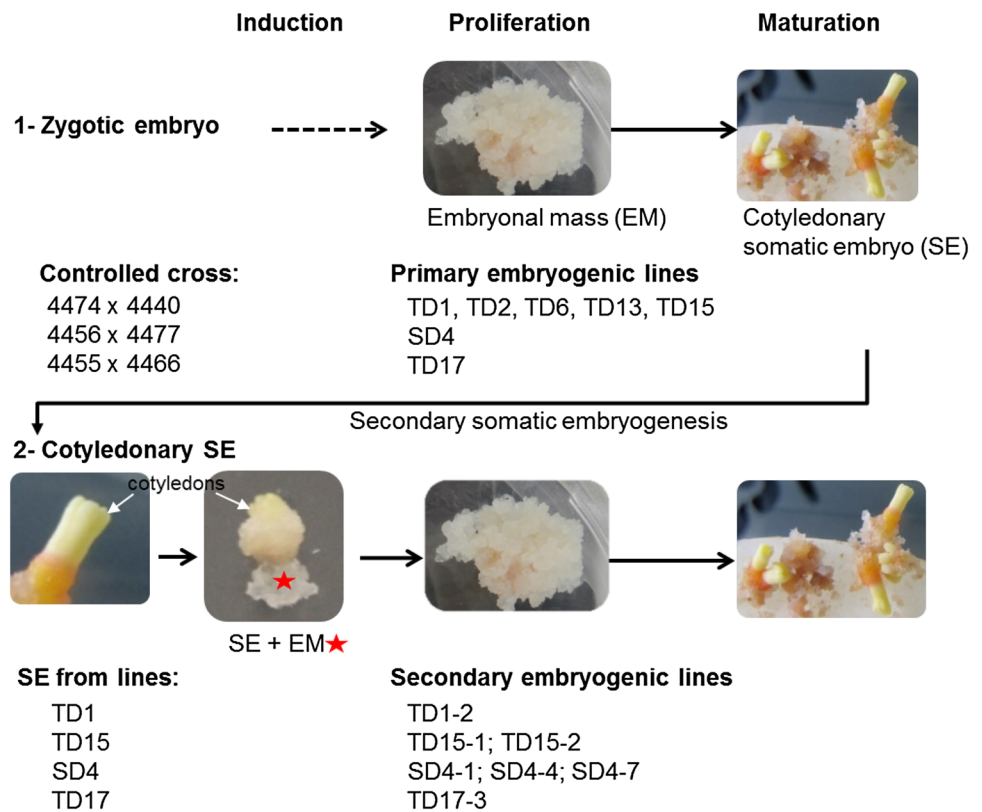 Induction Proliferation Maturation
1- Zygotic embryo
Embryonal mass (EM)
Cotyledonary
somatic embryo (SE)
Controlled cross: Primary embryogenic lines
4474 x 4440 TD1, TD2, TD6, TD13, TD15
4456 x 4477 SD4
4455 x 4466 TD17
Secondary somatic embryogenesis
2- Cotyledonary SE
cotyledons
SE + EM★
SE from lines: Secondary embryogenic lines
TD1 TD1-2
TD15 TD15-1; TD15-2
SD4 SD4-1; SD4-4; SD4-7
TD17 TD17-3